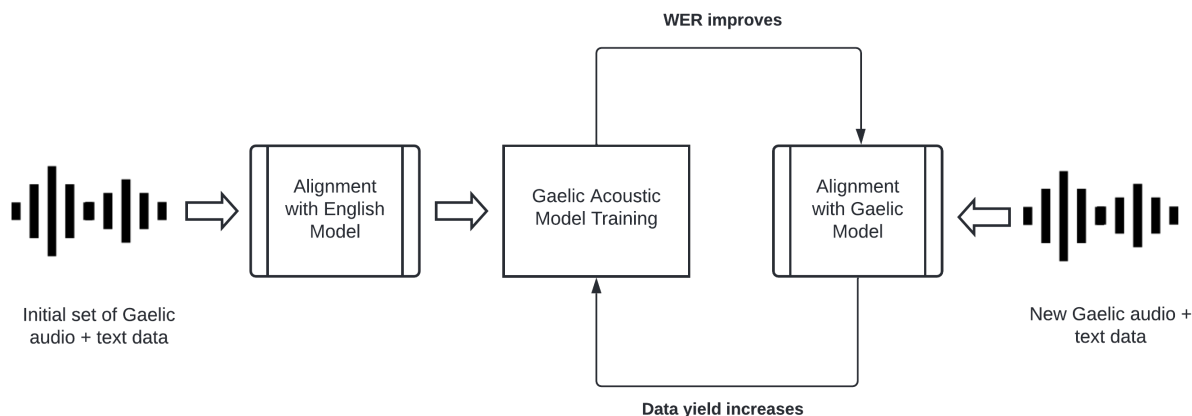 WER improves
Alignment
with English
Model
Gaelic Acoustic
Model Training
Alignment
with Gaelic
Model
Initial set of Gaelic
audio + text data
New Gaelic audio +
text data
Data yield increases